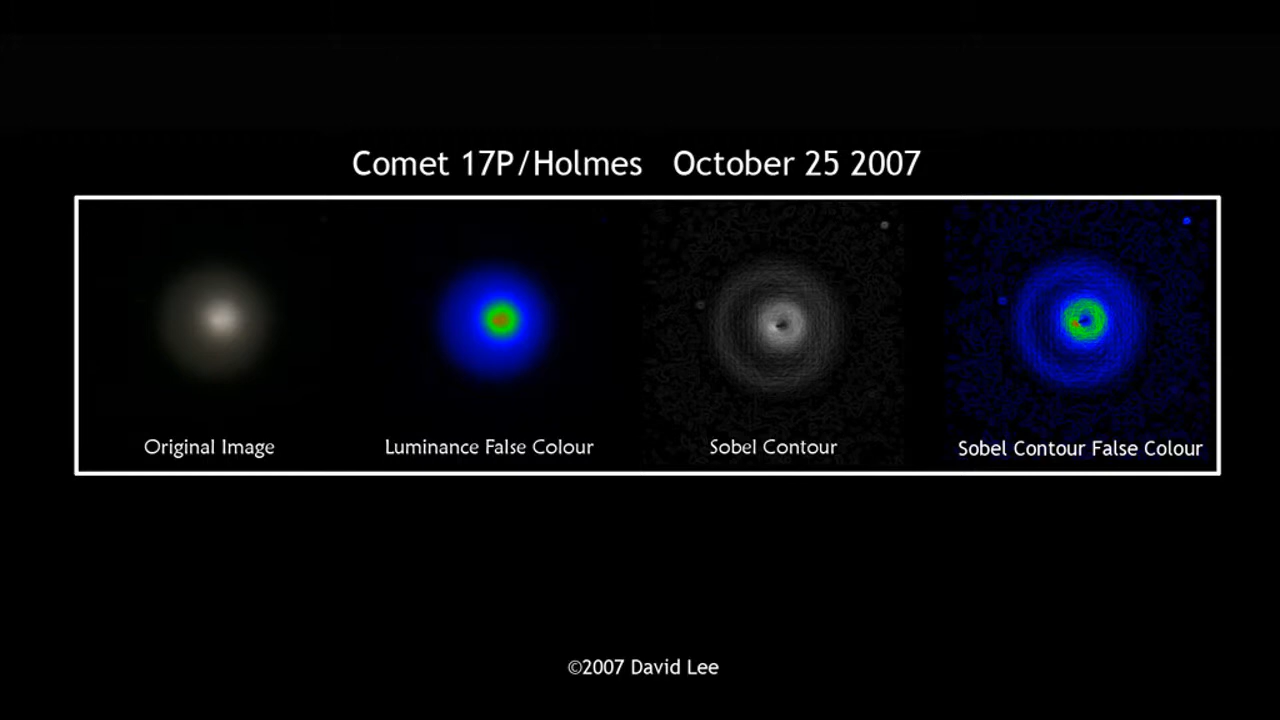 Comet 17P/Holmes October 25 2007
Original Image
Luminance False Colour
Sobel Contour
Sobel Contour False Colour
©2007 David Lee